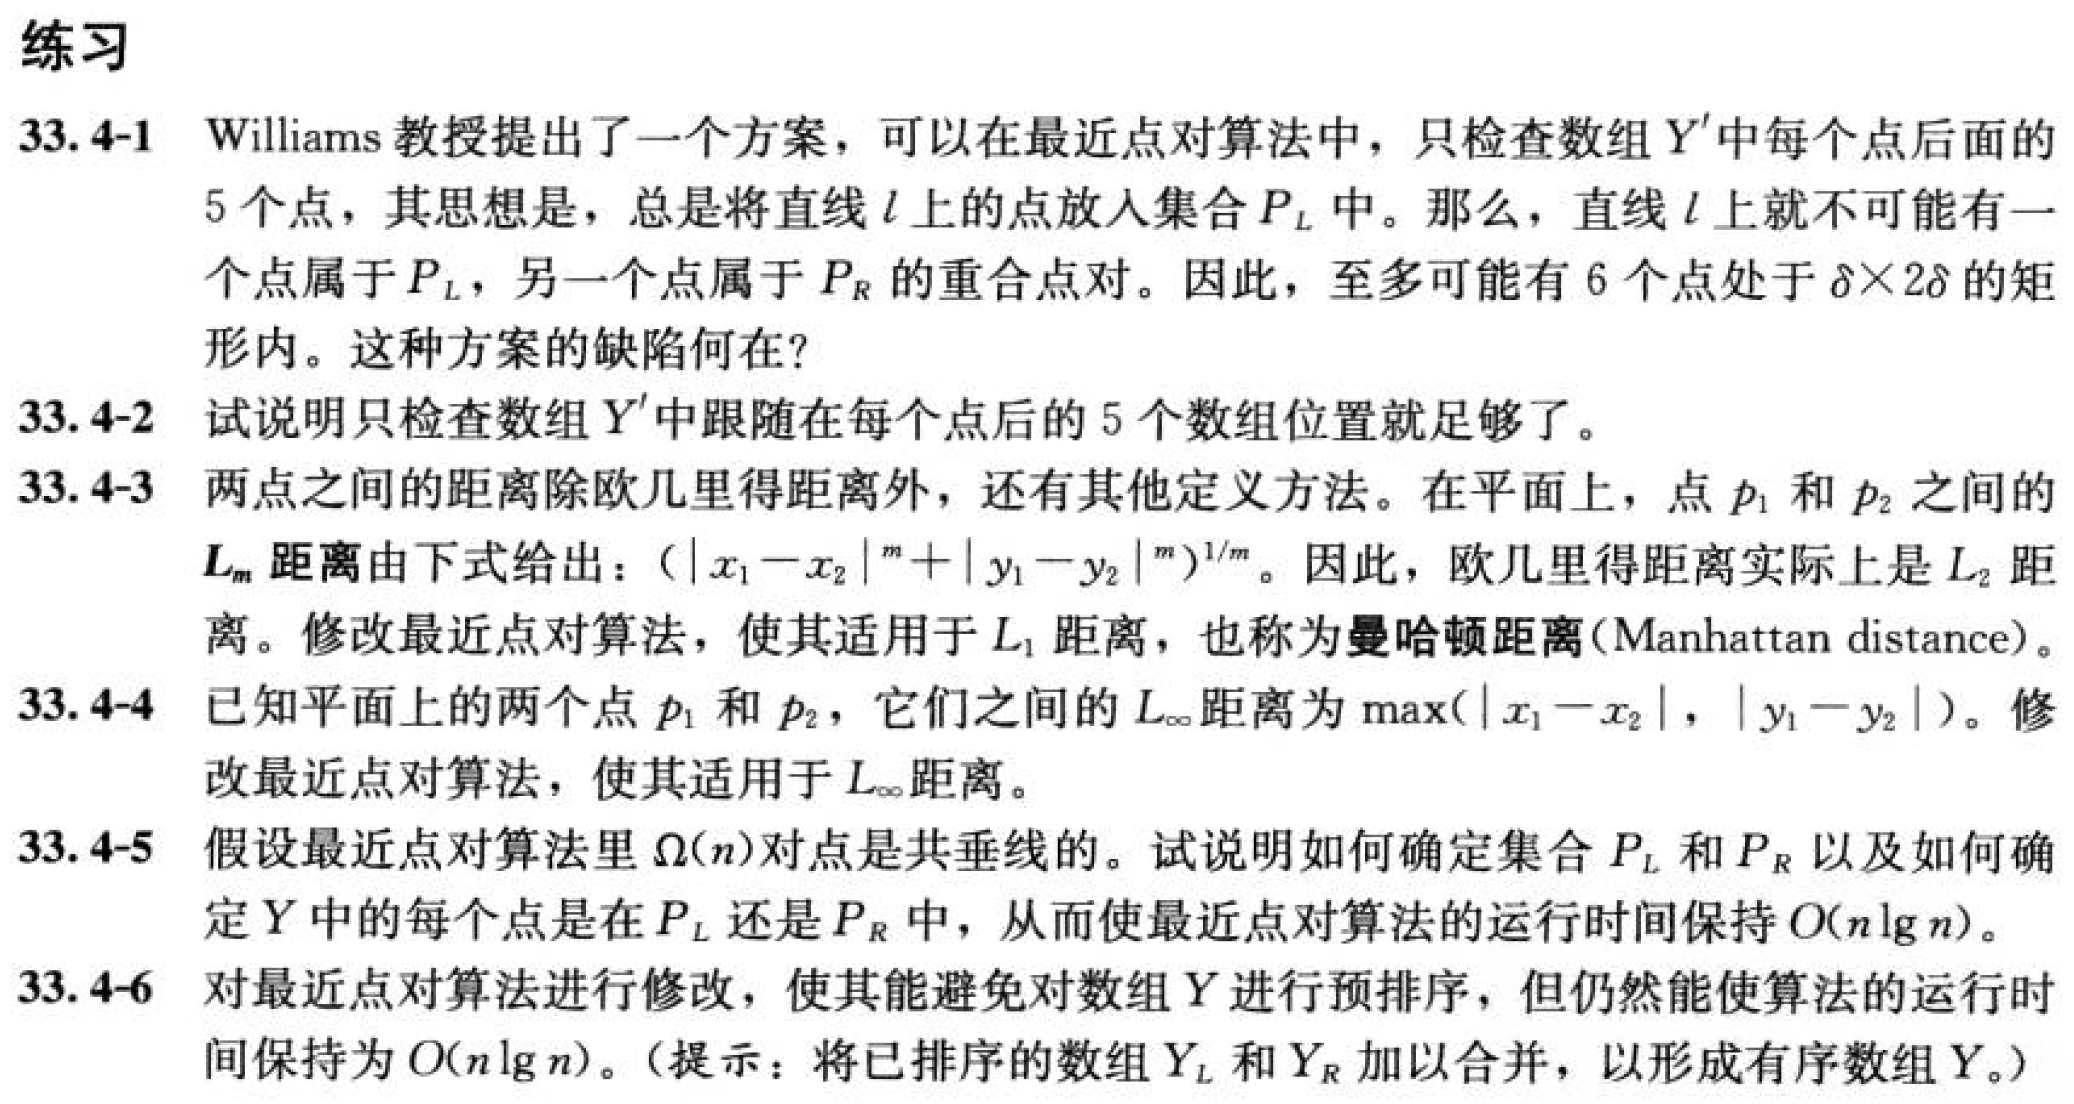 练习
33.4-1 Williams 教授提出了一个方案，可以在最近点对算法中，只检查数组 Y′中每个点后面的
5 个点，其思想是，总是将直线 l 上的点放入集合 P_L 中。那么，直线 l 上就不可能有一
个点属于 P_L，另一个点属于 P_R 的重合点对。因此，至多可能有 6 个点处于 δ×2δ 的矩
形内。这种方案的缺陷何在？
33.4-2 试说明只检查数组 Y′中跟随在每个点后的 5 个数组位置就足够了。
33.4-3 两点之间的距离除欧几里得距离外，还有其他定义方法。在平面上，点 p₁ 和 p₂ 之间的
L_m 距离由下式给出：(|x₁−x₂|^m+|y₁−y₂|^m)^{1/m}。因此，欧几里得距离实际上是 L₂ 距
离。修改最近点对算法，使其适用于 L₁ 距离，也称为曼哈顿距离(Manhattan distance)。
33.4-4 已知平面上的两个点 p₁ 和 p₂，它们之间的 L_∞距离为 max(|x₁−x₂|，|y₁−y₂|)。修
改最近点对算法，使其适用于 L_∞距离。
33.4-5 假设最近点对算法里 Ω(n)对点是共垂线的。试说明如何确定集合 P_L 和 P_R 以及如何确
定 Y 中的每个点是在 P_L 还是 P_R 中，从而使最近点对算法的运行时间保持 O(n lg n)。
33.4-6 对最近点对算法进行修改，使其能避免对数组 Y 进行预排序，但仍然能使算法的运行时
间保持为 O(n lg n)。(提示：将已排序的数组 Y_L 和 Y_R 加以合并，以形成有序数组 Y。)